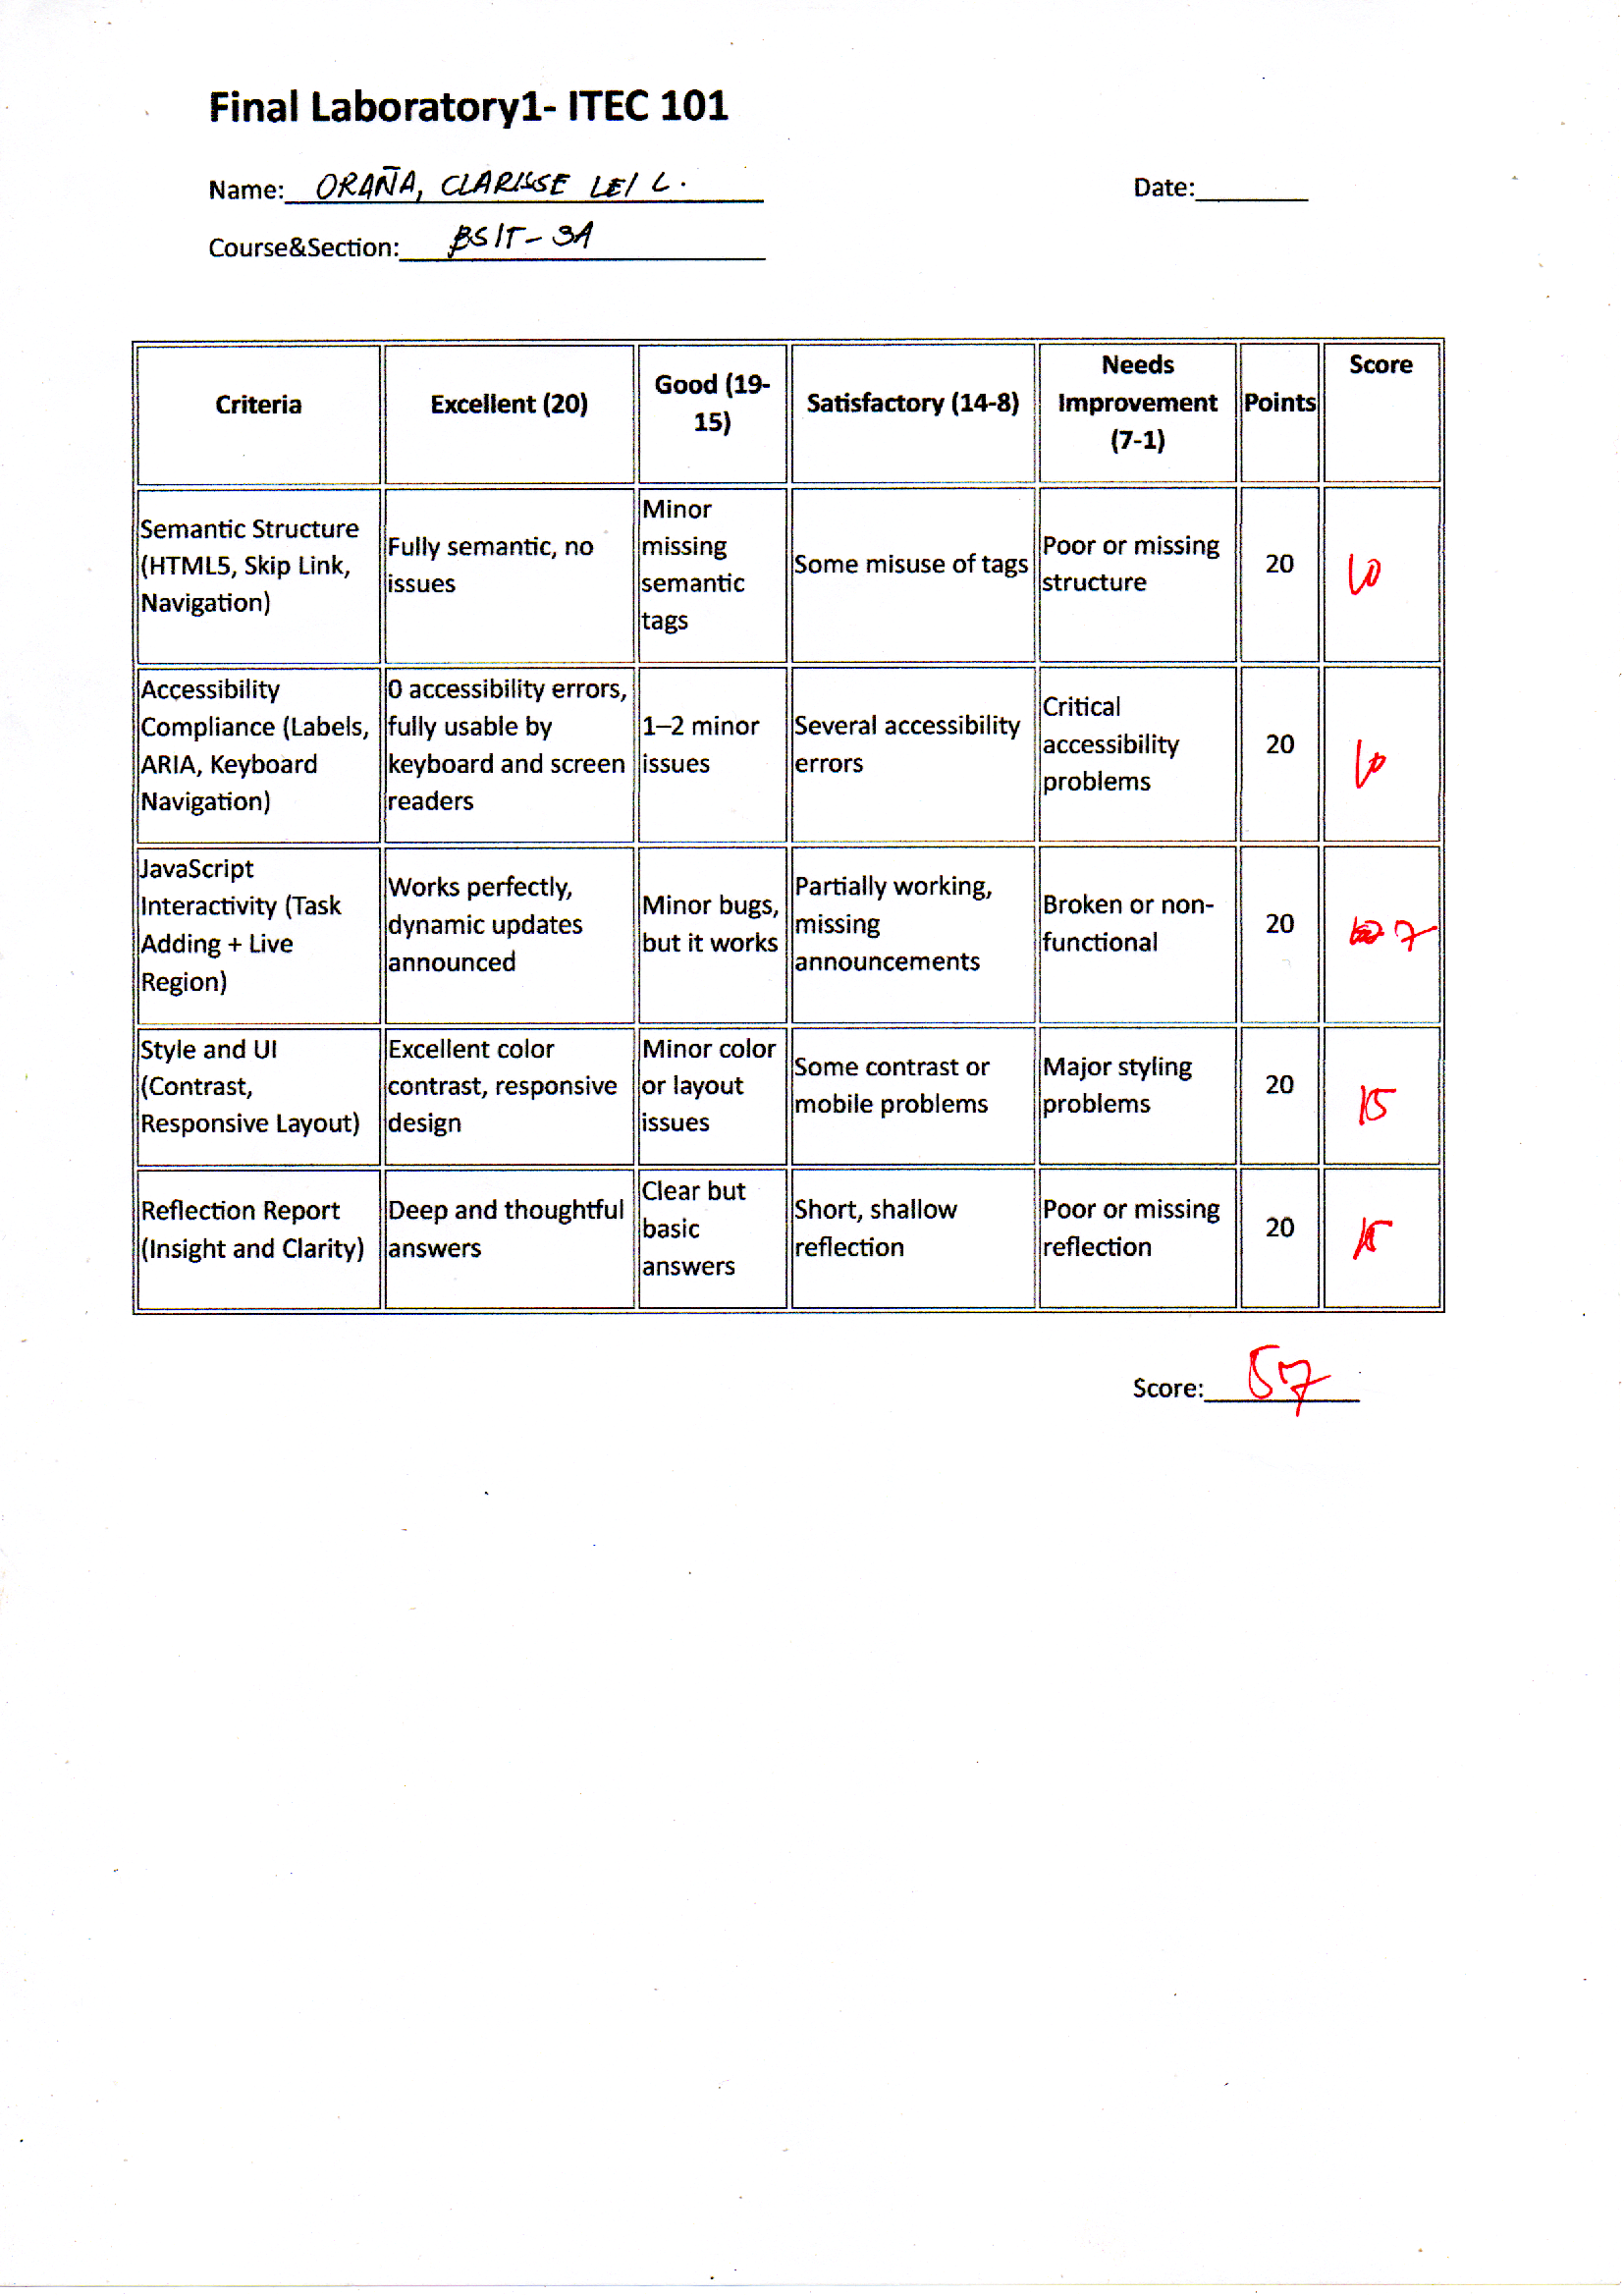 Final Laboratory1- ITEC 101
Name: ORAÑA, CLARISSE LEI L.
Date:
Course&Section: BSIT-3A
Criteria
Excellent (20)
Good (19-
15)
Satisfactory (14-8)
Needs
Improvement
(7-1)
Points
Score
Semantic Structure
(HTML5, Skip Link,
Navigation)
Fully semantic, no
issues
Minor
missing
semantic
tags
Some misuse of tags
Poor or missing
structure
20
10
Accessibility
Compliance (Labels,
ARIA, Keyboard
Navigation)
0 accessibility errors,
fully usable by
keyboard and screen
readers
1–2 minor
issues
Several accessibility
errors
Critical
accessibility
problems
20
10
JavaScript
Interactivity (Task
Adding + Live
Region)
Works perfectly,
dynamic updates
announced
Minor bugs,
but it works
Partially working,
missing
announcements
Broken or non-
functional
20
7
Style and UI
(Contrast,
Responsive Layout)
Excellent color
contrast, responsive
design
Minor color
or layout
issues
Some contrast or
mobile problems
Major styling
problems
20
15
Reflection Report
(Insight and Clarity)
Deep and thoughtful
answers
Clear but
basic
answers
Short, shallow
reflection
Poor or missing
reflection
20
15
Score: 57